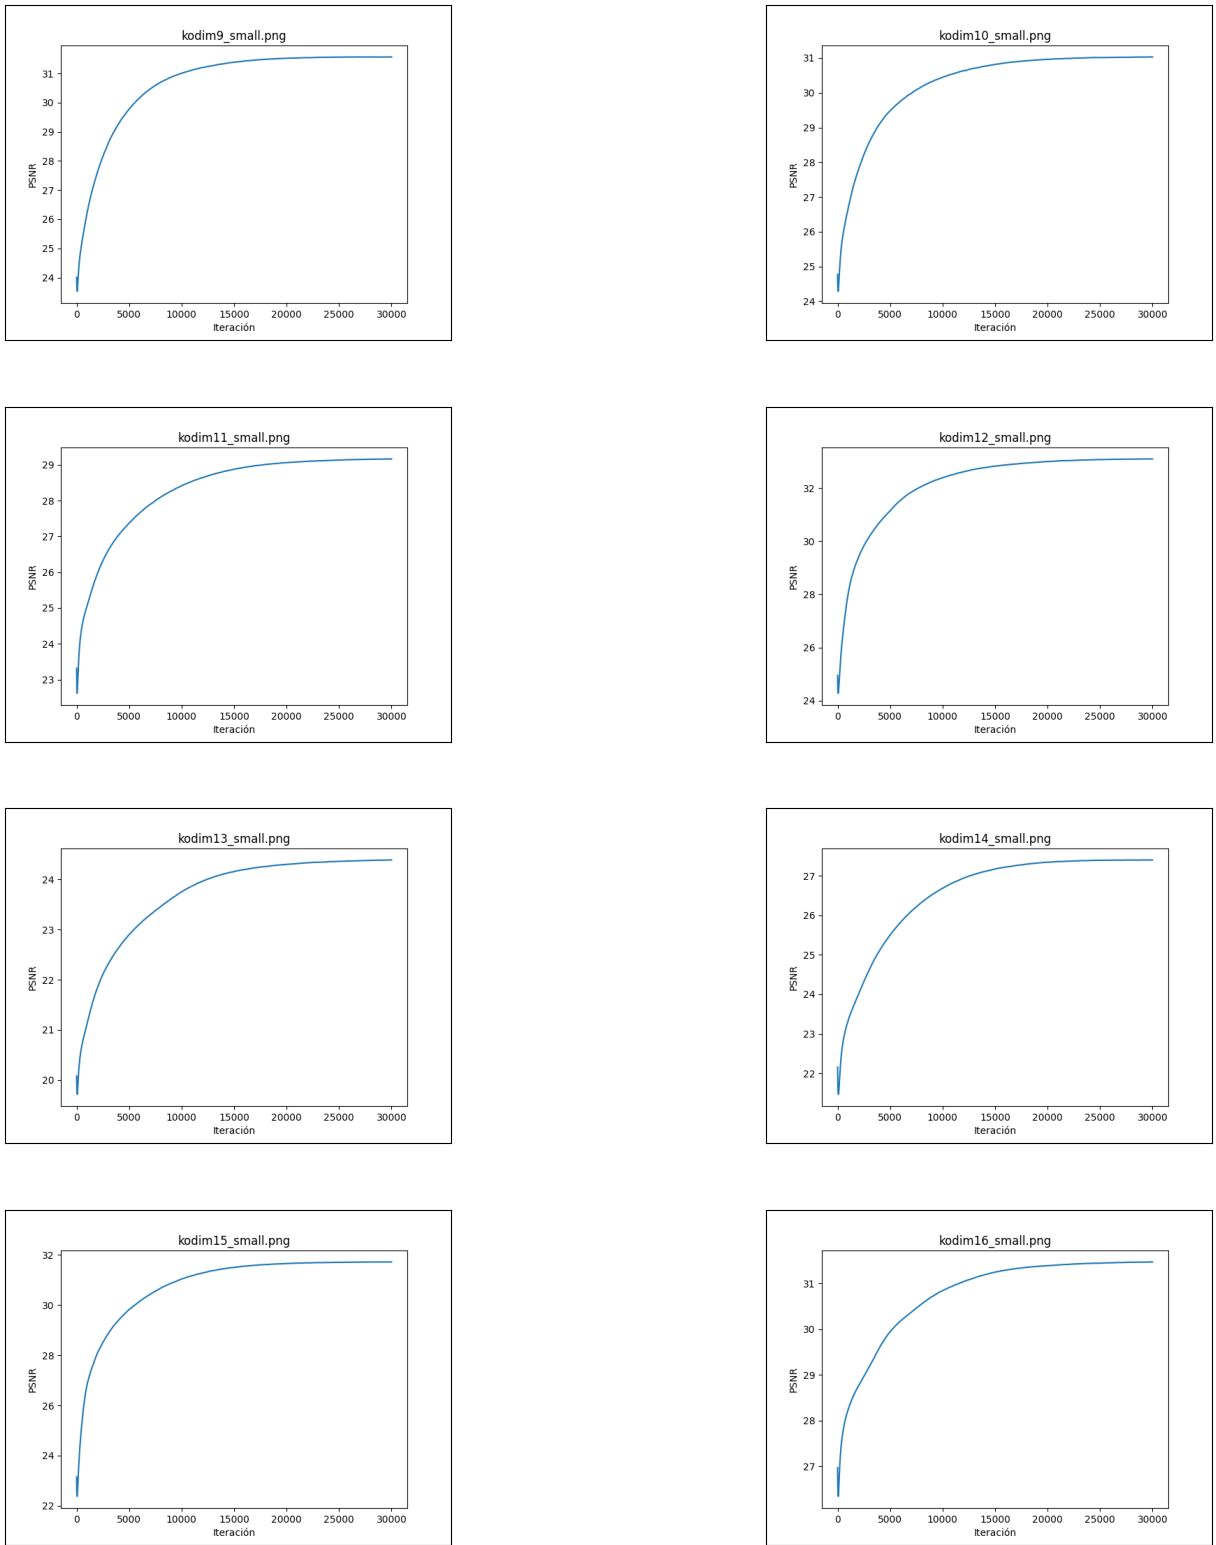 kodim9_small.png
31
30
29
28
27
26
25
24
PSNR
0 5000 10000 15000 20000 25000 30000
Iteración
kodim10_small.png
31
30
29
28
27
26
25
24
PSNR
0 5000 10000 15000 20000 25000 30000
Iteración
kodim11_small.png
29
28
27
26
25
24
23
PSNR
0 5000 10000 15000 20000 25000 30000
Iteración
kodim12_small.png
32
30
28
26
24
PSNR
0 5000 10000 15000 20000 25000 30000
Iteración
kodim13_small.png
24
23
22
21
20
PSNR
0 5000 10000 15000 20000 25000 30000
Iteración
kodim14_small.png
27
26
25
24
23
22
PSNR
0 5000 10000 15000 20000 25000 30000
Iteración
kodim15_small.png
32
30
28
26
24
22
PSNR
0 5000 10000 15000 20000 25000 30000
Iteración
kodim16_small.png
31
30
29
28
27
PSNR
0 5000 10000 15000 20000 25000 30000
Iteración